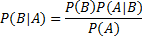 P(B|A) = P(B)P(A|B) / P(A)